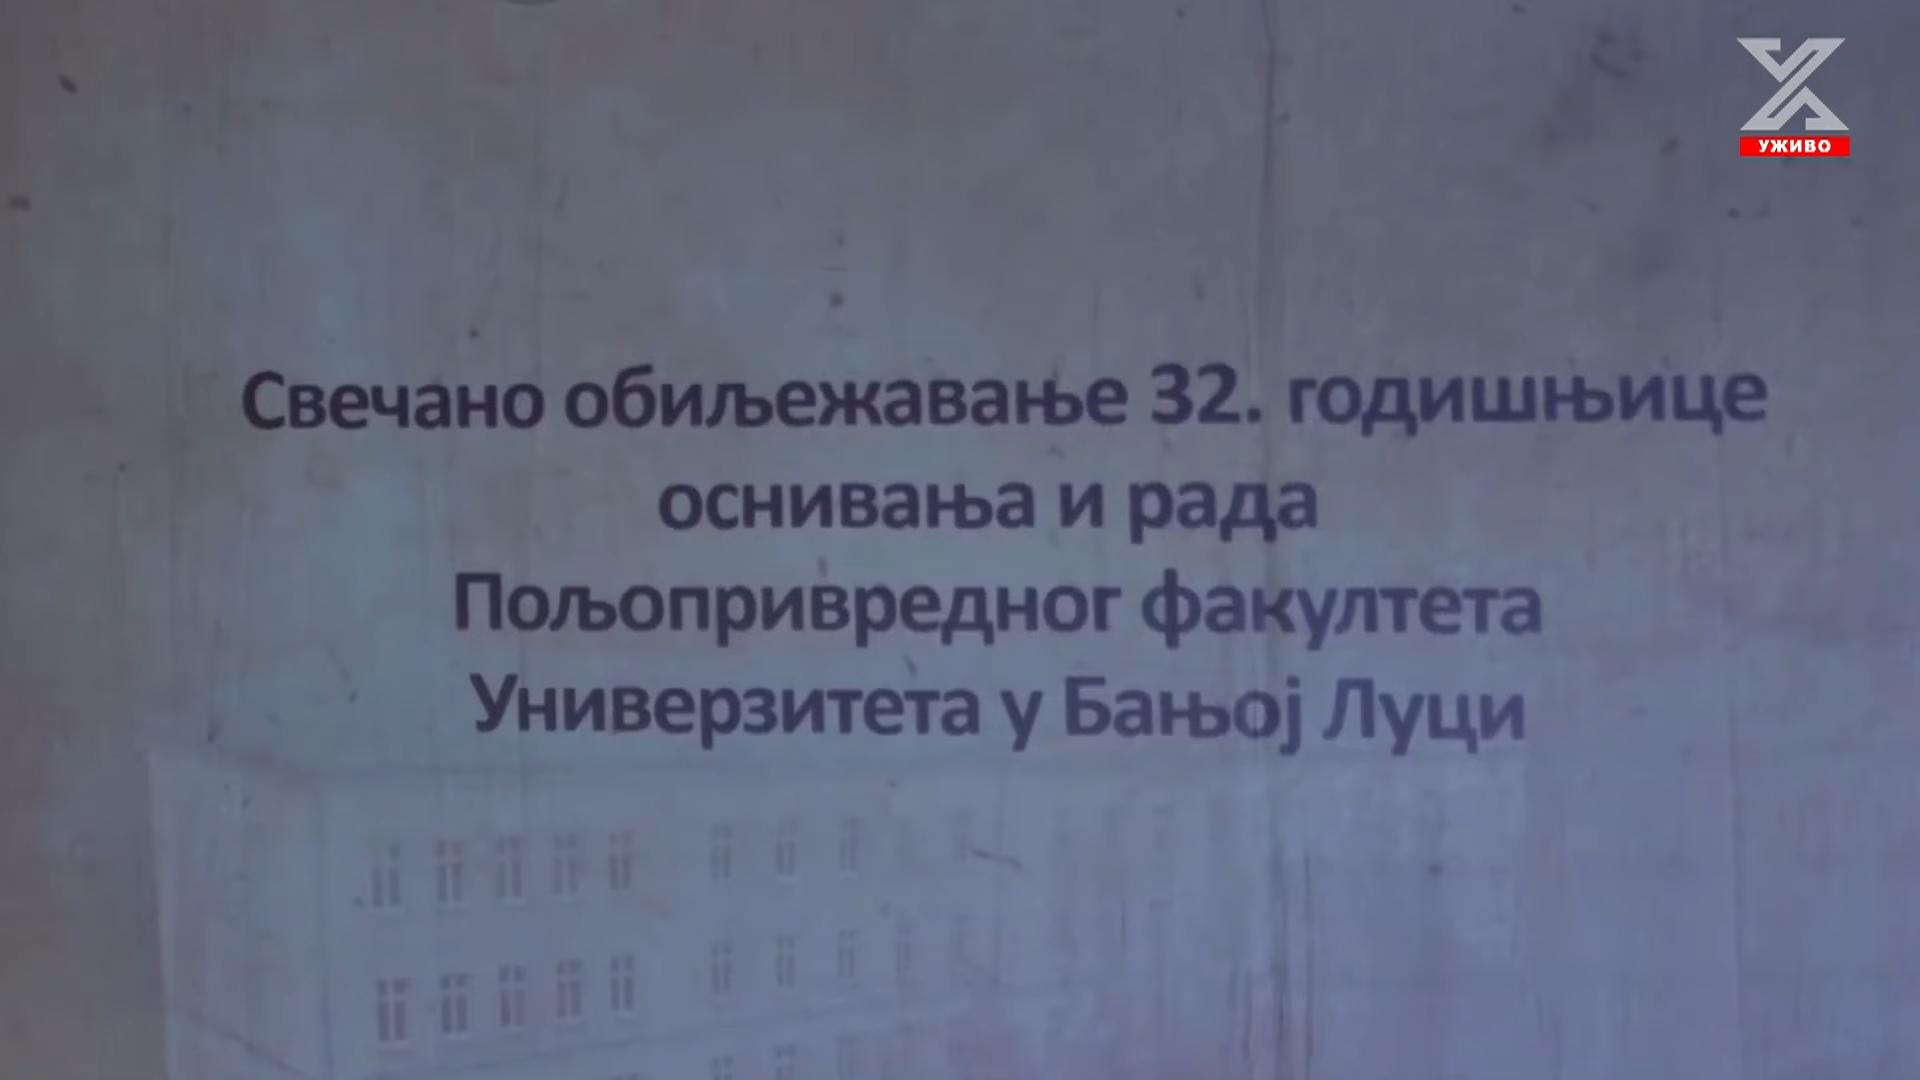 УЖИВО
Свечано обиљежавање 32. годишњице
оснивања и рада
Пољопривредног факултета
Универзитета у Бањој Луци